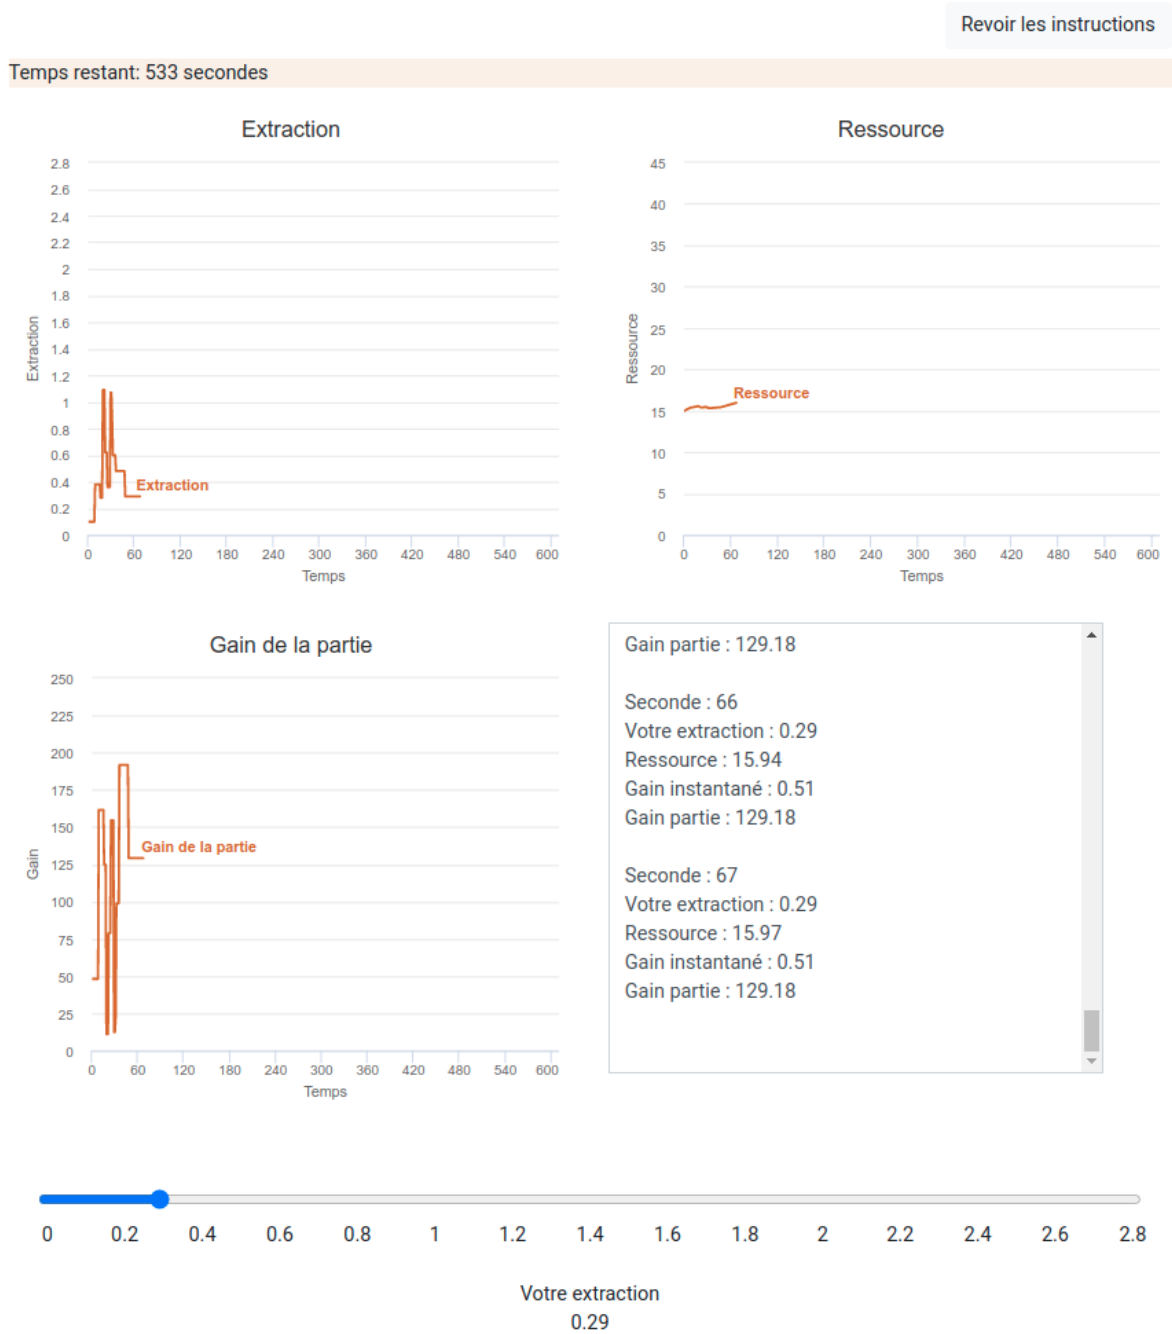 Revoir les instructions
Temps restant: 533 secondes
Extraction
2.8
2.6
2.4
2.2
2
1.8
1.6
1.4
1.2
1
0.8
0.6
0.4
0.2
0
Extraction
Extraction
0 60 120 180 240 300 360 420 480 540 600
Temps
Ressource
45
40
35
30
25
20
15
10
5
0
Ressource
Ressource
0 60 120 180 240 300 360 420 480 540 600
Temps
Gain de la partie
250
225
200
175
150
125
100
75
50
25
0
Gain
Gain de la partie
0 60 120 180 240 300 360 420 480 540 600
Temps
Gain partie : 129.18
Seconde : 66
Votre extraction : 0.29
Ressource : 15.94
Gain instantané : 0.51
Gain partie : 129.18
Seconde : 67
Votre extraction : 0.29
Ressource : 15.97
Gain instantané : 0.51
Gain partie : 129.18
0 0.2 0.4 0.6 0.8 1 1.2 1.4 1.6 1.8 2 2.2 2.4 2.6 2.8
Votre extraction
0.29